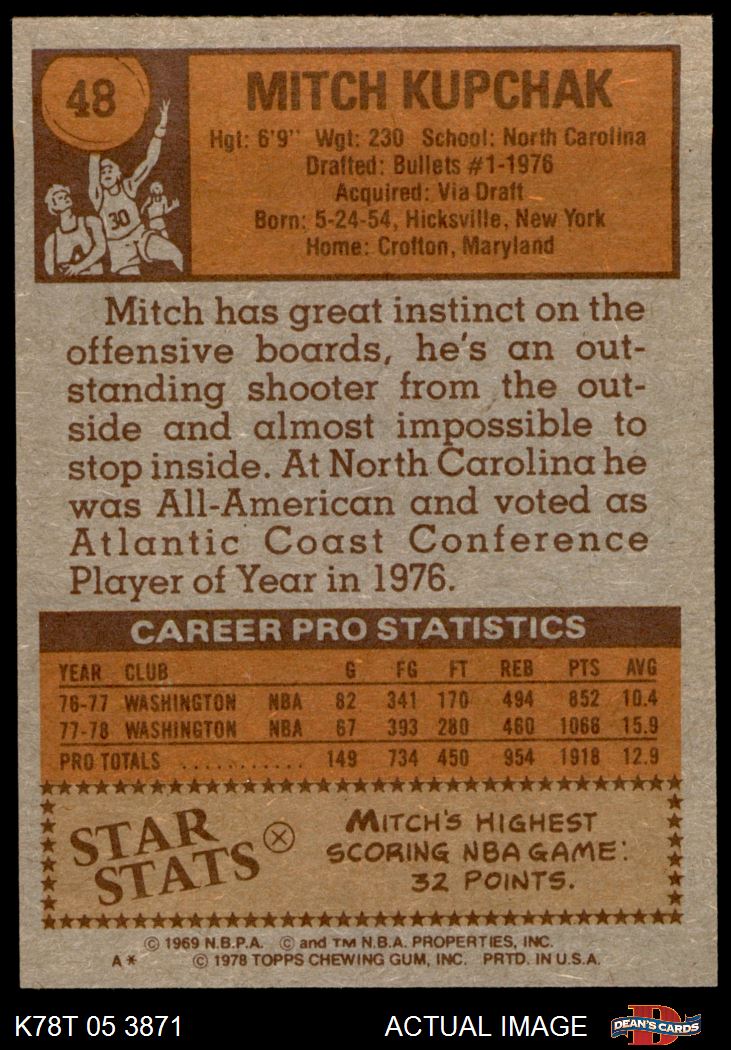 48
30
MITCH KUPCHAK
Hgt: 6'9" Wgt: 230 School: North Carolina
Drafted: Bullets #1-1976
Acquired: Via Draft
Born: 5-24-54, Hicksville, New York
Home: Crofton, Maryland
Mitch has great instinct on the
offensive boards, he's an out-
standing shooter from the out-
side and almost impossible to
stop inside. At North Carolina he
was All-American and voted as
Atlantic Coast Conference
Player of Year in 1976.
CAREER PRO STATISTICS
YEAR CLUB G FG FT REB PTS AVG
76-77 WASHINGTON NBA 82 341 170 494 852 10.4
77-78 WASHINGTON NBA 67 393 280 460 1066 15.9
PRO TOTALS ........... 149 734 450 954 1918 12.9
STAR
STATS
MITCH'S HIGHEST
SCORING NBA GAME:
32 POINTS.
© 1969 N.B.P.A. © and TM N.B.A. PROPERTIES, INC.
A* © 1978 TOPPS CHEWING GUM, INC. PRTD. IN U.S.A.
K78T 05 3871 ACTUAL IMAGE D DEAN'S CARDS